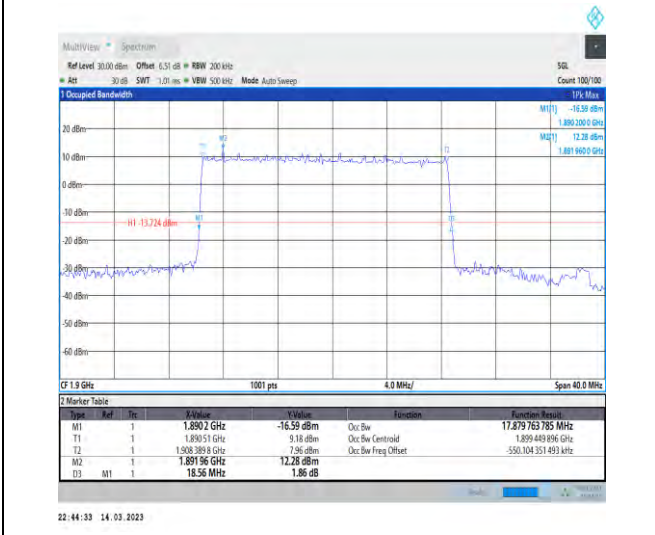 MultiView Spectrum
Ref Level 30.00 dBm Offset 6.51 dB RBW 200 kHz SGL
Att 30 dB SWT 1.01 ms VBW 500 kHz Mode Auto Sweep Count 100/100
1 Occupied Bandwidth 1Pk Max
M1[1] -16.59 dBm
1.890 200 0 GHz
M2[1] 12.28 dBm
1.891 960 0 GHz
M2
T2
20 dBm
10 dBm
0 dBm
-10 dBm
M1
H1 -13.724 dBm
-20 dBm
-30 dBm
-40 dBm
-50 dBm
-60 dBm
CF 1.9 GHz 1001 pts 4.0 MHz/ Span 40.0 MHz
2 Marker Table
Type Ref Trc X-Value Y-Value Function Function Result
M1 1 1.890 2 GHz -16.59 dBm Occ Bw 17.879 763 785 MHz
T1 1 1.890 51 GHz 9.18 dBm Occ Bw Centroid 1.899 449 896 GHz
T2 1 1.908 389 8 GHz 7.96 dBm Occ Bw Freq Offset -550.104 351 493 kHz
M2 1 1.891 96 GHz 12.28 dBm
D3 M1 1 18.56 MHz 1.86 dB
22:44:33 14.03.2023